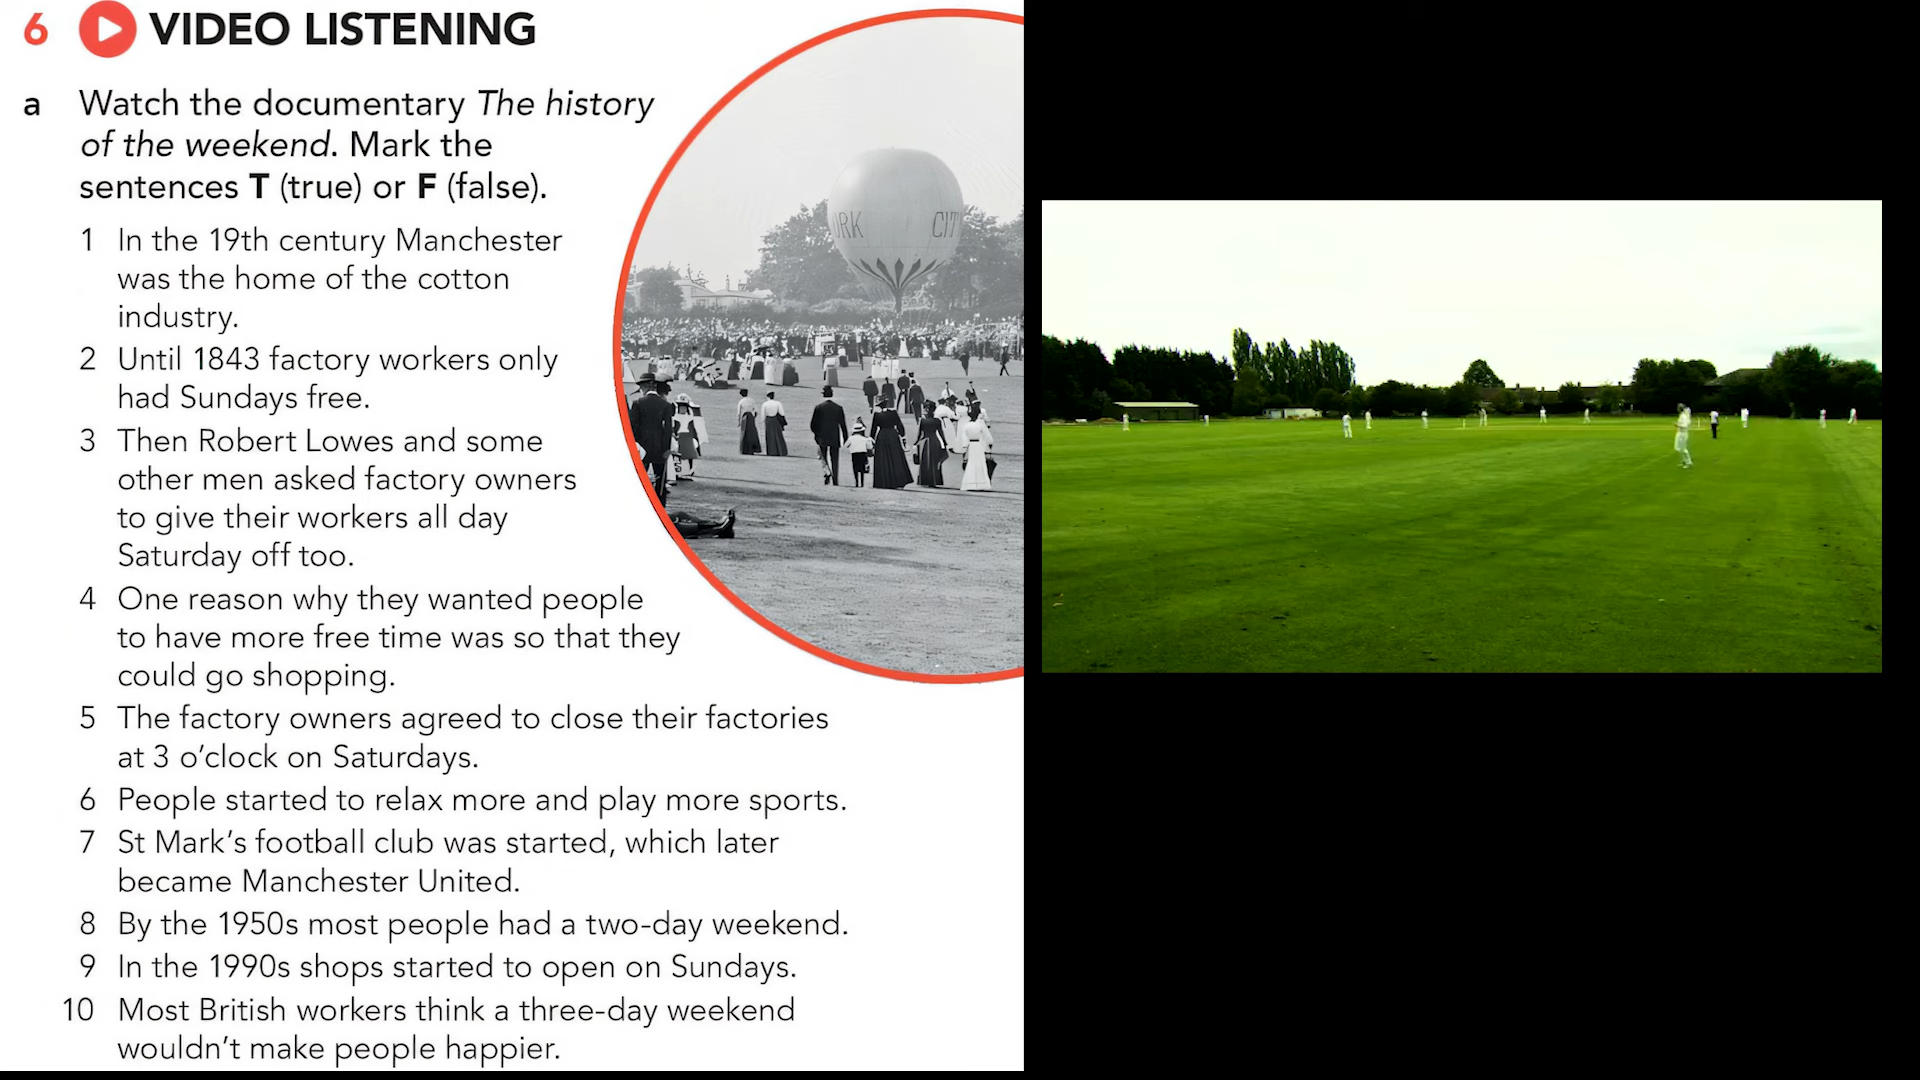 6 VIDEO LISTENING
a Watch the documentary The history
of the weekend. Mark the
sentences T (true) or F (false).
1 In the 19th century Manchester
was the home of the cotton
industry.
2 Until 1843 factory workers only
had Sundays free.
3 Then Robert Lowes and some
other men asked factory owners
to give their workers all day
Saturday off too.
4 One reason why they wanted people
to have more free time was so that they
could go shopping.
5 The factory owners agreed to close their factories
at 3 o’clock on Saturdays.
6 People started to relax more and play more sports.
7 St Mark’s football club was started, which later
became Manchester United.
8 By the 1950s most people had a two-day weekend.
9 In the 1990s shops started to open on Sundays.
10 Most British workers think a three-day weekend
wouldn’t make people happier.
RK CIT